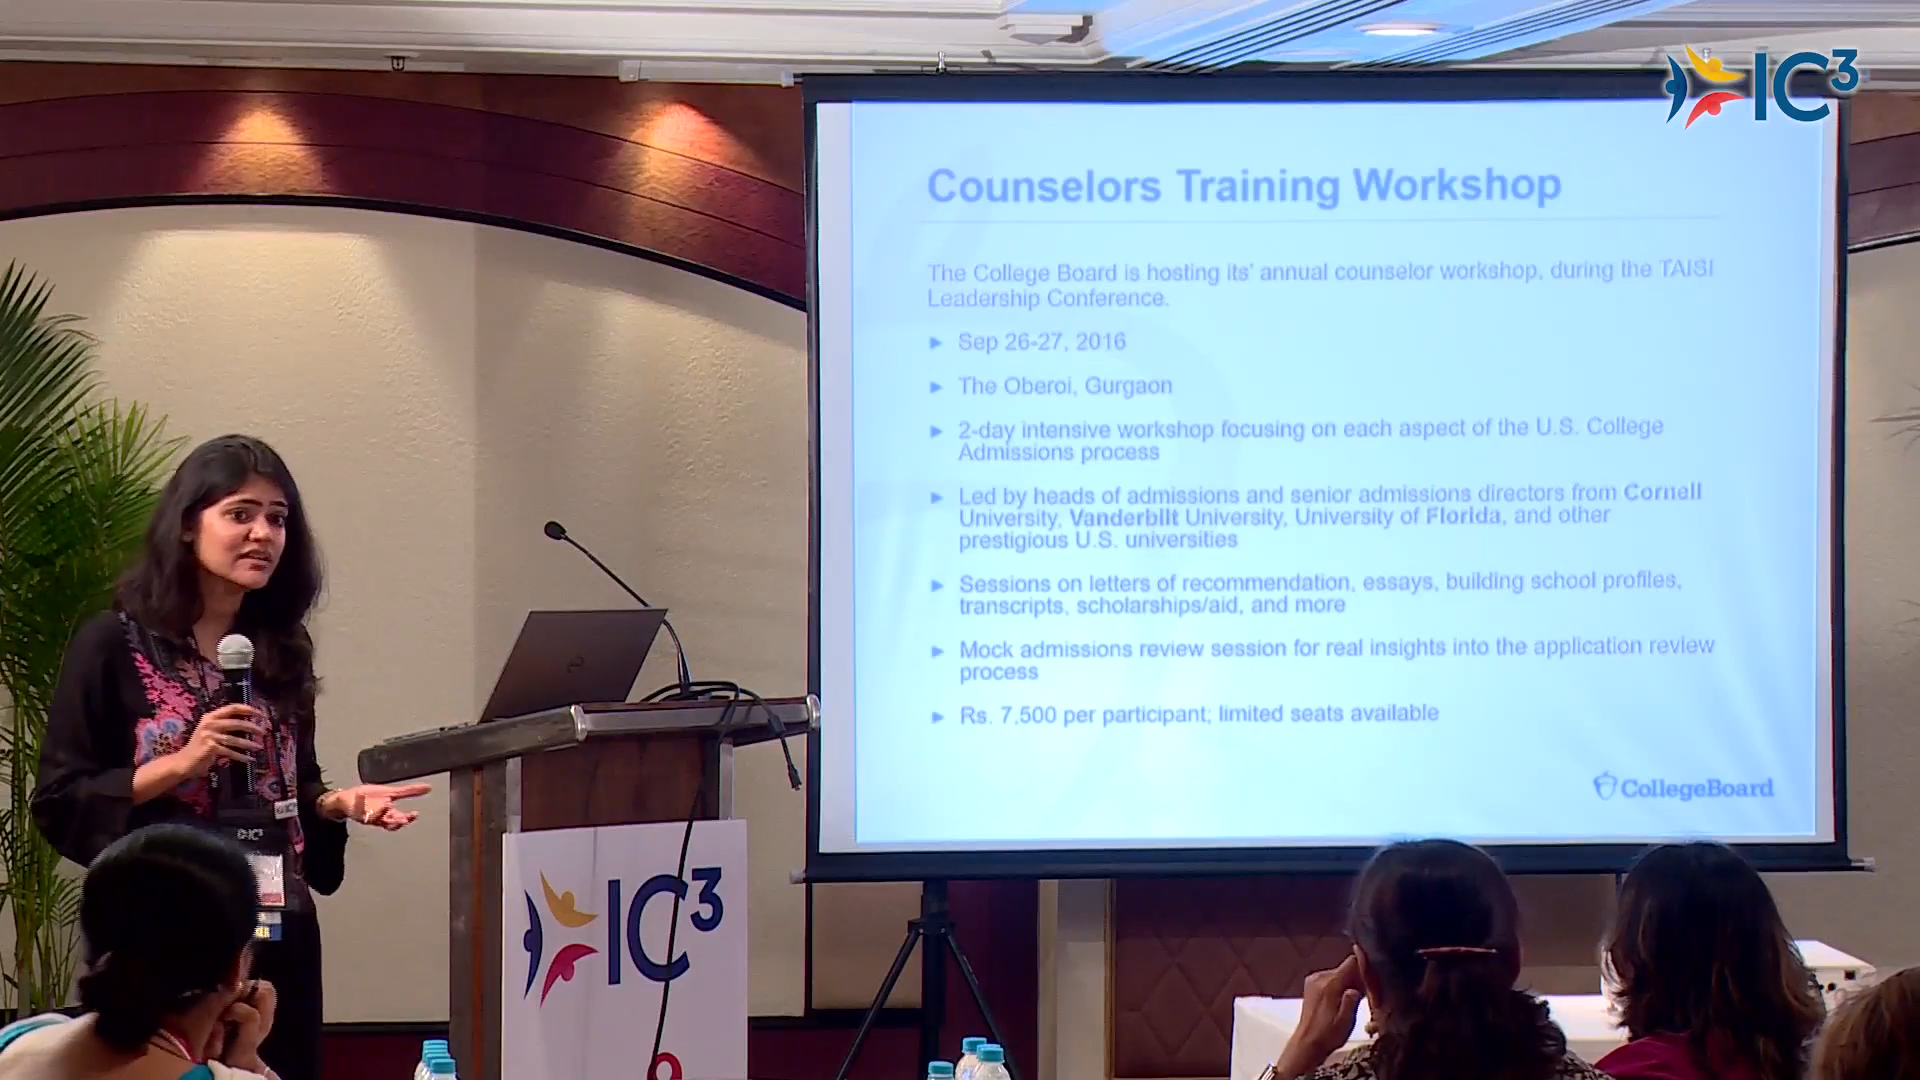 IC³
Counselors Training Workshop
The College Board is hosting its' annual counselor workshop, during the TAISI
Leadership Conference.
► Sep 26-27, 2016
► The Oberoi, Gurgaon
► 2-day intensive workshop focusing on each aspect of the U.S. College
Admissions process
► Led by heads of admissions and senior admissions directors from Cornell
University, Vanderbilt University, University of Florida, and other
prestigious U.S. universities
► Sessions on letters of recommendation, essays, building school profiles,
transcripts, scholarships/aid, and more
► Mock admissions review session for real insights into the application review
process
► Rs. 7,500 per participant; limited seats available
CollegeBoard
IC³
IC³